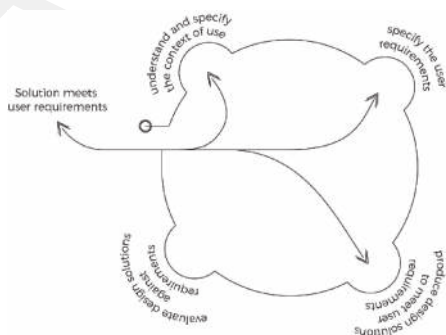 understand and specify
the context of use
specify the user
requirements
Solution meets
user requirements
evaluate design solutions
against
requirements
produce design solutions
to meet user
requirements